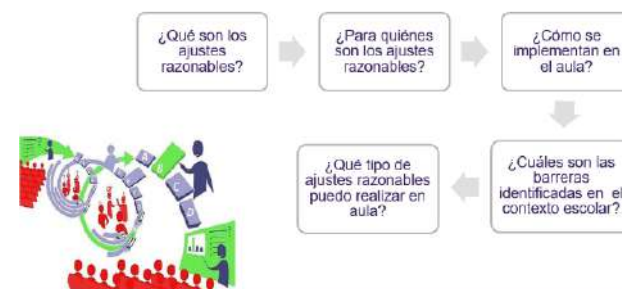 ¿Qué son los
ajustes
razonables?
¿Para quiénes
son los ajustes
razonables?
¿Cómo se
implementan en
el aula?
¿Cuáles son las
barreras
identificadas en el
contexto escolar?
¿Qué tipo de
ajustes razonables
puedo realizar en
aula?
A
B
C
D